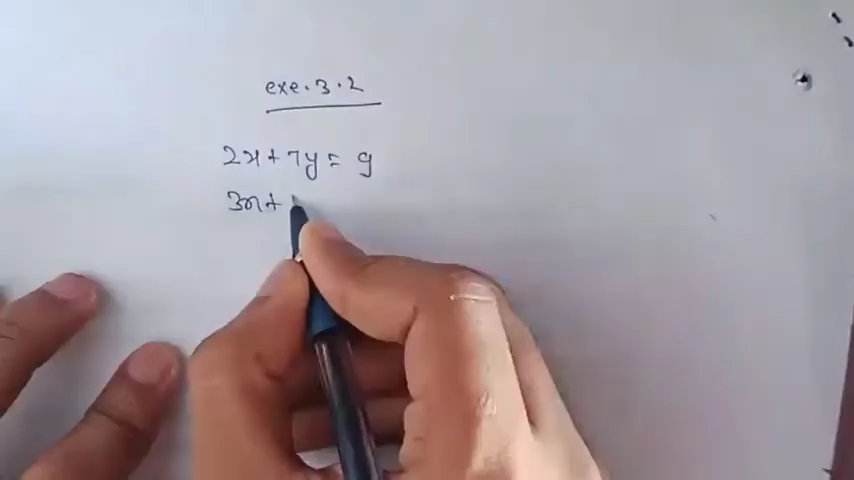 exe. 3.2
2x + 7y = 9
3x +